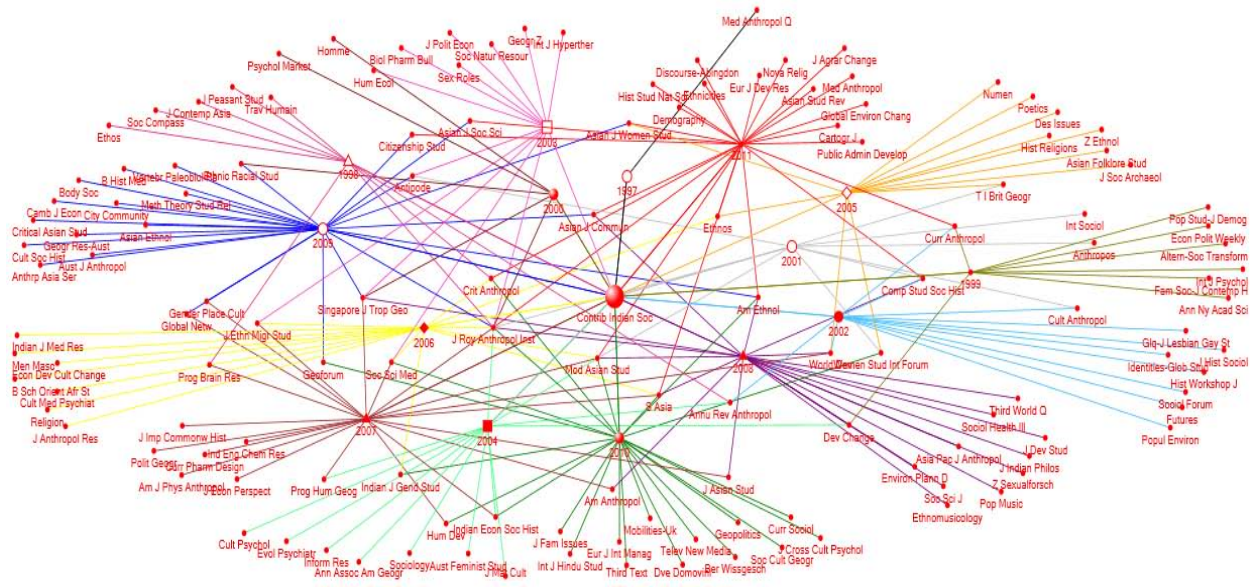 Med Anthropol Q
Homme
J Polit Econ
Geogr Z
Int J Hyperther
Soc Natur Resour
Psychol Market
Biol Pharm Bull
Hum Ecol
Sex Roles
Discourse-Abingdon
Nova Relig
J Agrar Change
Hist Stud Nat Sci
Ethnicities
Eur J Dev Res
Med Anthropol
Asian Stud Rev
Demography
Global Environ Chang
Cartogr J
Public Admin Develop
Numen
Poetics
Des Issues
Hist Religions
Z Ethnol
Asian Folklore Stud
J Soc Archaeol
J Peasant Stud
Trav Humain
J Contemp Asia
Soc Compass
Ethos
Asian J Soc Sci
Citizenship Stud
2003
Asian J Women Stud
2011
1998
1997
Ethnic Racial Stud
B Hist Med
Body Soc
Antipode
2000
2005
T I Brit Geogr
Camb J Econ
City Community
Math Theory Stud Rel
Critical Asian Stud
Asian Ethnol
Geogr Res-Aust
Cult Soc Hist
Aust J Anthropol
Anthrp Asia Ser
2009
Asian J Commun
Ethnos
Curr Anthropol
Int Sociol
Anthropos
2001
Pop Stud-J Demog
Econ Polit Weekly
Altern-Soc Transform
Int J Psychol
Fam Soc-J Contemp H
Ann Ny Acad Sci
1999
Comp Stud Soc Hist
Crit Anthropol
Contrib Indian Soc
Am Ethnol
Singapore J Trop Geo
Gender Place Cult
Global Netw
J Ethn Migr Stud
2006
J Roy Anthropol Inst
2002
Cult Anthropol
Glq-J Lesbian Gay St
J Hist Sociol
Identities-Glob Stud
Hist Workshop J
Sociol Forum
Futures
Popul Environ
Indian J Med Res
Men Masc
Econ Dev Cult Change
B Sch Orient Afr St
Cult Med Psychiat
Religion
J Anthropol Res
Prog Brain Res
Geoforum
Soc Sci Med
Mod Asian Stud
2008
S Asia
Annu Rev Anthropol
Dev Change
Third World Q
Sociol Health Ill
J Dev Stud
Asia Pac J Anthropol
J Indian Philos
Environ Plann D
Z Sexualforsch
Soc Sci J
Pop Music
Ethnomusicology
2007
2004
2010
J Imp Commonw Hist
Ind Eng Chem Res
Polit Geogr
Curr Pharm Design
Am J Phys Anthropol
J Econ Perspect
Prog Hum Geog
Indian J Gend Stud
J Asian Stud
Am Anthropol
Hum Dev
Indian Econ Soc Hist
Cult Psychol
Evol Psychiatr
Inform Res
Ann Assoc Am Geogr
Sociology
Aust Feminist Stud
J Mat Cult
J Fam Issues
Int J Hindu Stud
Eur J Int Manag
Third Text
Mobilities-Uk
Telev New Media
Dve Domovini
Geopolitics
Ber Wissgesch
Curr Sociol
J Cross Cult Psychol
Soc Cult Geogr